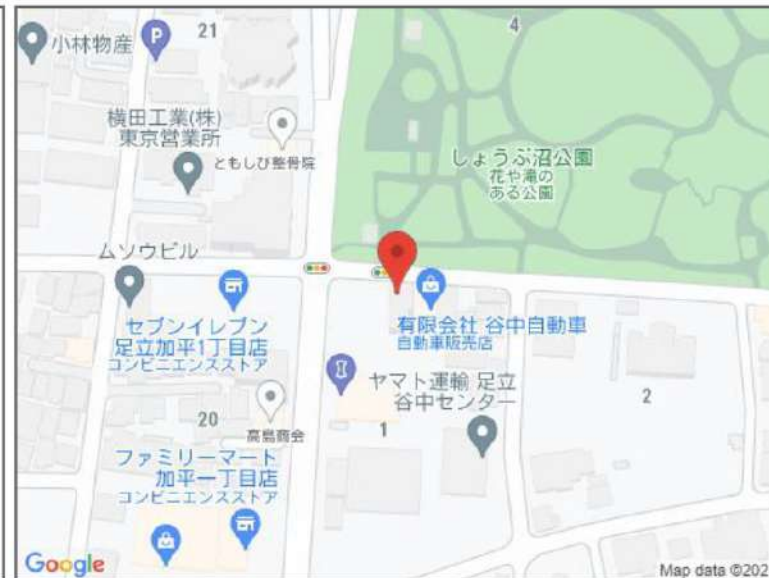 小林物産
P
21
4
横田工業(株)
東京営業所
ともしび整骨院
しょうぶ沼公園
花や滝の
ある公園
ムソウビル
セブンイレブン
足立加平1丁目店
コンビニエンスストア
有限会社 谷中自動車
自動車販売店
ヤマト運輸 足立
谷中センター
2
20
高島商会
1
ファミリーマート
加平一丁目店
コンビニエンスストア
Google
Map data ©202